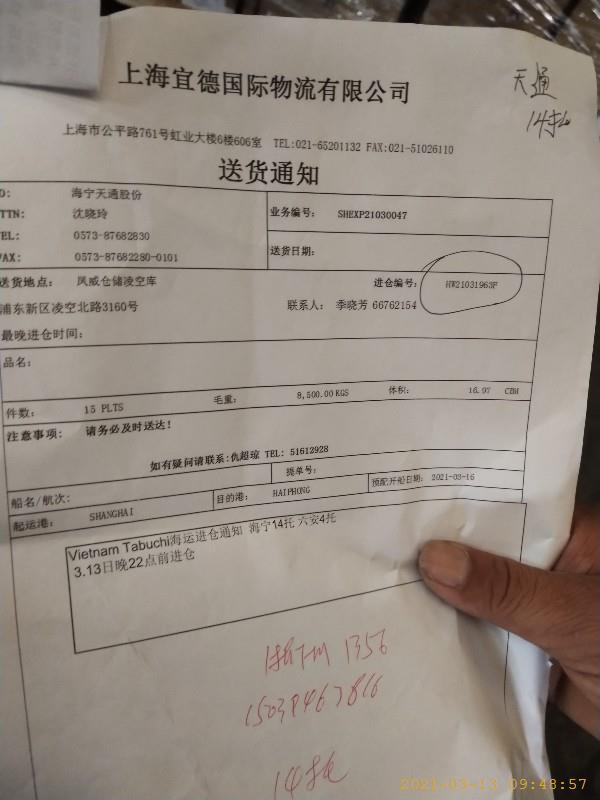 天通
14托
上海宜德国际物流有限公司
上海市公平路761号虹业大楼6楼606室 TEL:021-65201132 FAX:021-51026110
送货通知
O: 海宁天通股份
TTN: 沈晓玲
EL: 0573-87682830
AX: 0573-87682280-0101
业务编号: SHEXP21030047
送货日期:
送货地点: 凤威仓储凌空库
进仓编号: HW21031963F
浦东新区凌空北路3160号
联系人: 季晓芳 66762154
最晚进仓时间:
品名:
件数: 15 PLTS 毛重: 8,500.00 KGS 体积: 16.97 CBM
注意事项: 请务必及时送达!
如有疑问请联系:仇超琼 TEL: 51612928
船名/航次: 提单号:
起运港: SHANGHAI 目的港: HAIPHONG 预配开船日期: 2021-03-16
Vietnam Tabuchi海运进仓通知 海宁14托 六安4托
3.13日晚22点前进仓
1356
14托
2021-03-13 09:48:57